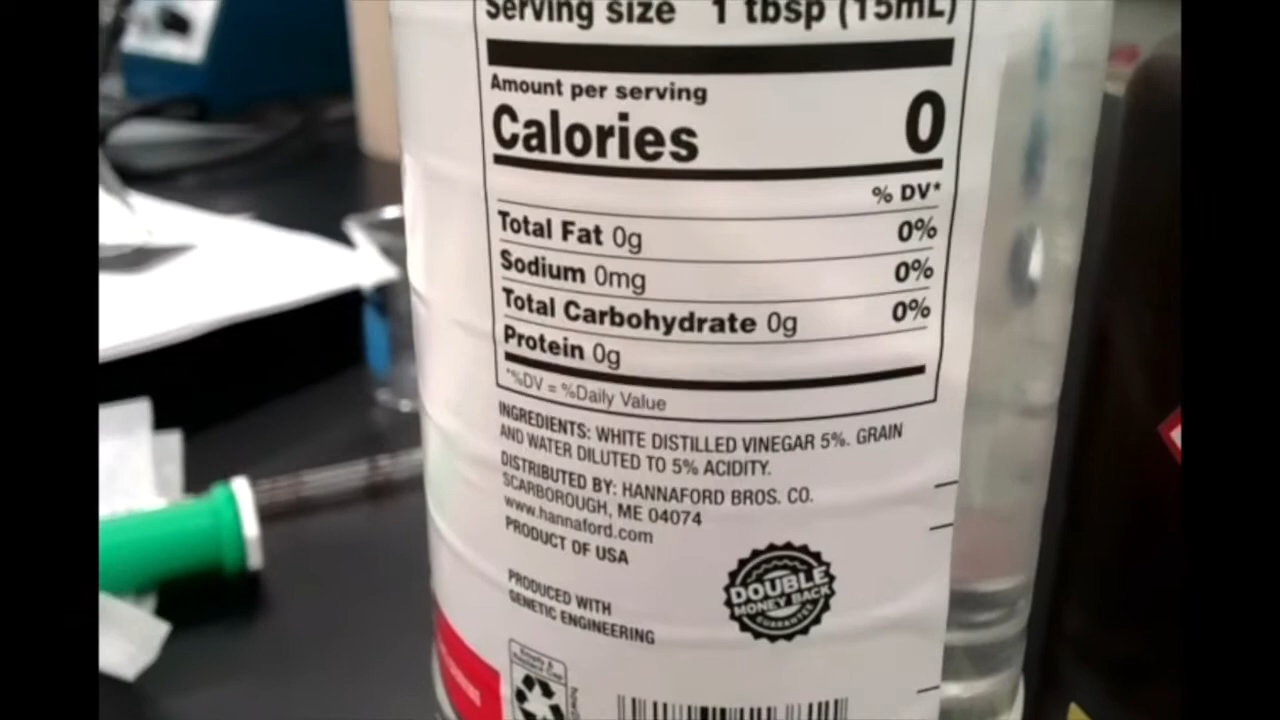 Serving size 1 tbsp (15mL)
Amount per serving
Calories 0
% DV*
Total Fat 0g 0%
Sodium 0mg 0%
Total Carbohydrate 0g 0%
Protein 0g
*%DV = %Daily Value
INGREDIENTS: WHITE DISTILLED VINEGAR 5%. GRAIN
AND WATER DILUTED TO 5% ACIDITY.
DISTRIBUTED BY: HANNAFORD BROS. CO.
SCARBOROUGH, ME 04074
www.hannaford.com
PRODUCT OF USA
DOUBLE
MONEY BACK
GUARANTEE
PRODUCED WITH
GENETIC ENGINEERING
Empty &
Replace Cap